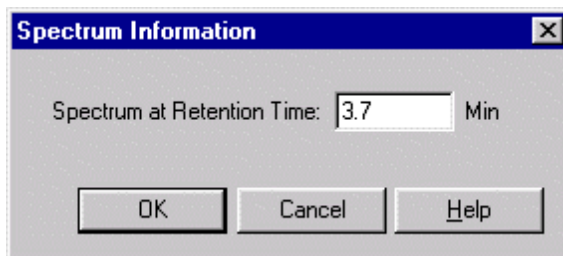 Spectrum Information
Spectrum at Retention Time: 3.7 Min
OK Cancel Help